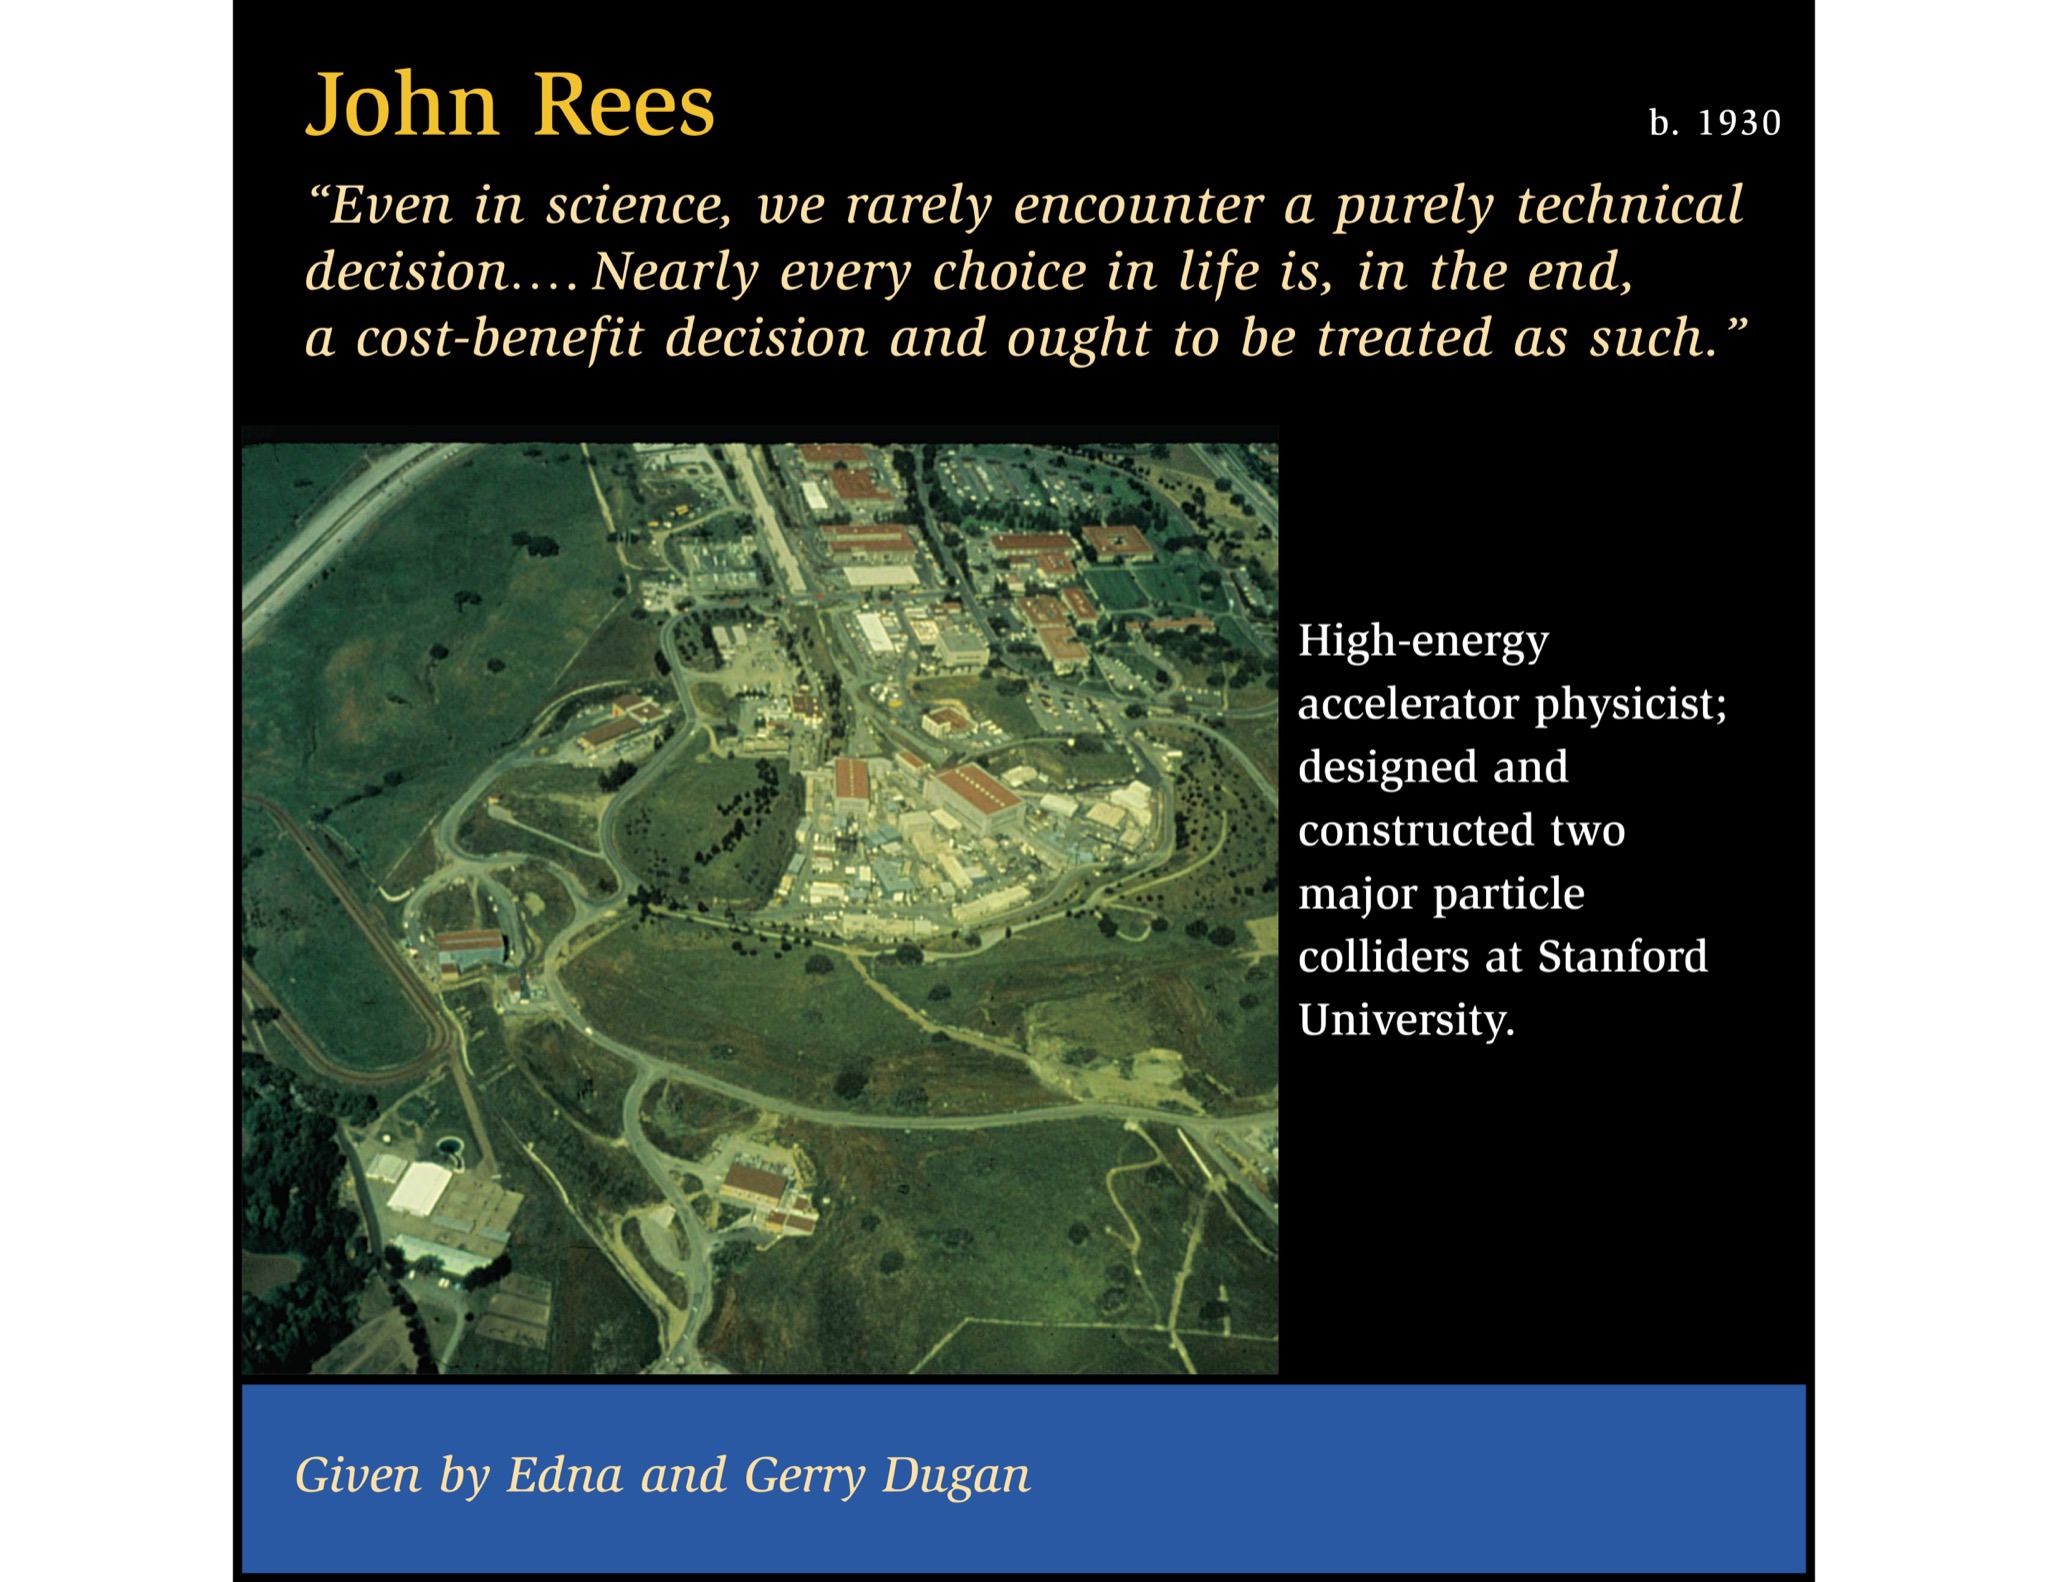 John Rees
b. 1930
“Even in science, we rarely encounter a purely technical
decision.... Nearly every choice in life is, in the end,
a cost-benefit decision and ought to be treated as such.”
High-energy
accelerator physicist;
designed and
constructed two
major particle
colliders at Stanford
University.
Given by Edna and Gerry Dugan